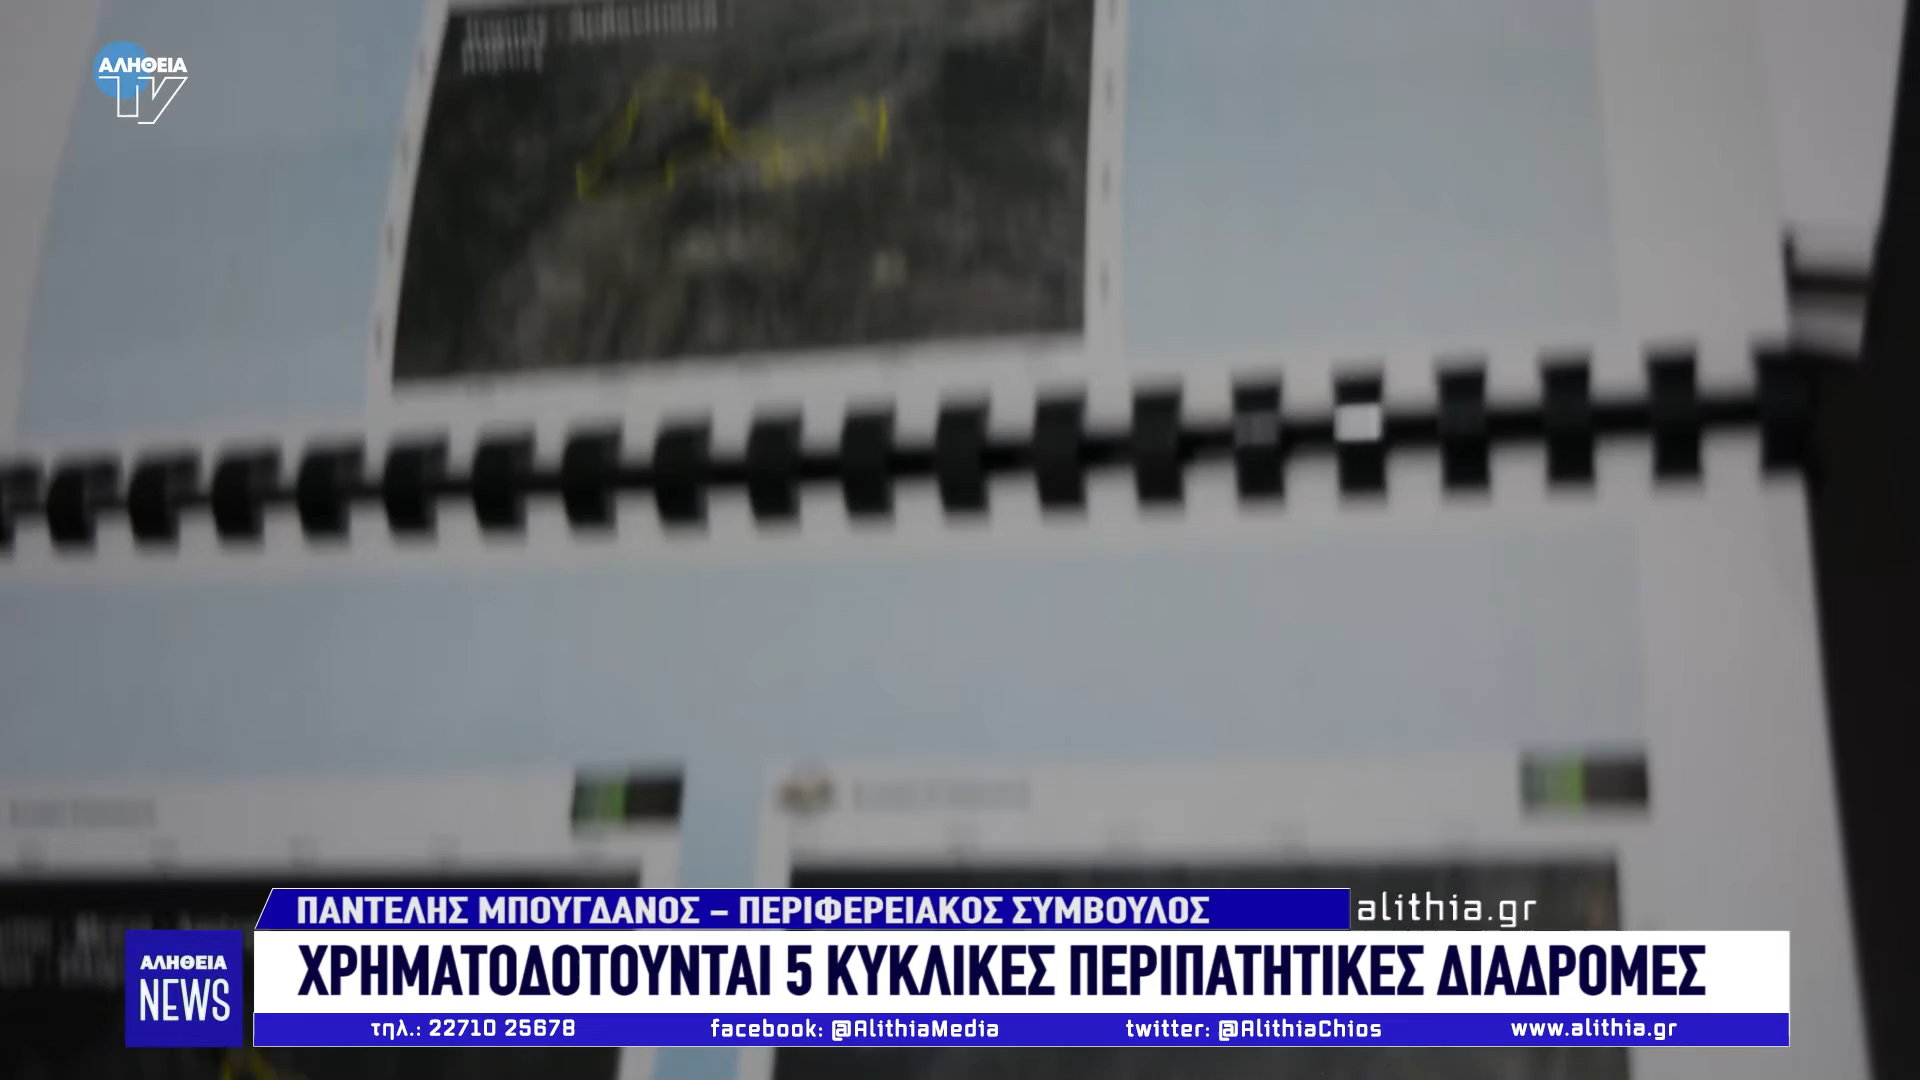 ΑΛΗΘΕΙΑ
TV
ΠΑΝΤΕΛΗΣ ΜΠΟΥΓΔΑΝΟΣ – ΠΕΡΙΦΕΡΕΙΑΚΟΣ ΣΥΜΒΟΥΛΟΣ
alithia.gr
ΑΛΗΘΕΙΑ
NEWS
ΧΡΗΜΑΤΟΔΟΤΟΥΝΤΑΙ 5 ΚΥΚΛΙΚΕΣ ΠΕΡΙΠΑΤΗΤΙΚΕΣ ΔΙΑΔΡΟΜΕΣ
τηλ.: 22710 25678 facebook: @AlithiaMedia twitter: @AlithiaChios www.alithia.gr